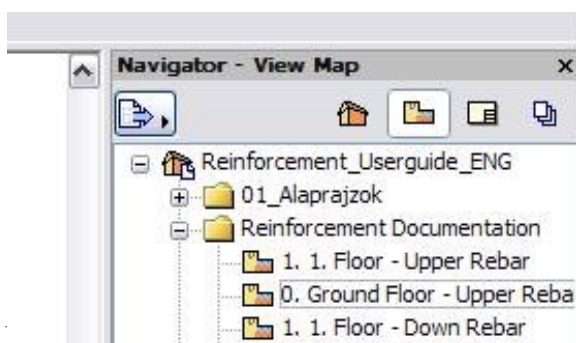 Navigator - View Map
Reinforcement_Userguide_ENG
01_Alaprajzok
Reinforcement Documentation
1. 1. Floor - Upper Rebar
0. Ground Floor - Upper Reba
1. 1. Floor - Down Rebar